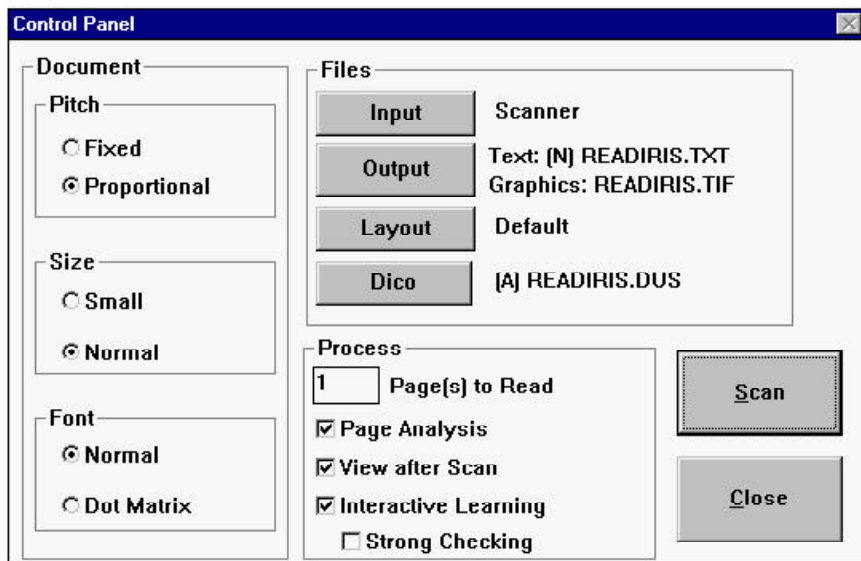 Control Panel
Document
Pitch
Fixed
Proportional
Size
Small
Normal
Font
Normal
Dot Matrix
Files
Input Scanner
Output Text: (N) READIRIS.TXT
Graphics: READIRIS.TIF
Layout Default
Dico (A) READIRIS.DUS
Process
1 Page(s) to Read
Page Analysis
View after Scan
Interactive Learning
Strong Checking
Scan
Close